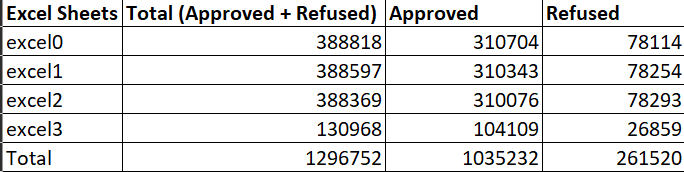 Excel Sheets Total (Approved + Refused) Approved Refused
excel0 388818 310704 78114
excel1 388597 310343 78254
excel2 388369 310076 78293
excel3 130968 104109 26859
Total 1296752 1035232 261520